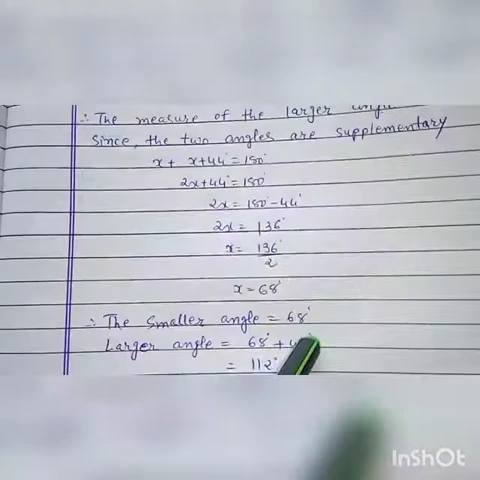 ∴ The measure of the larger
Since, the two angles are supplementary
x + x+44° = 180°
2x+44° = 180°
2x = 180°-44°
2x = 136°
x = 136°/2
x = 68°
∴ The smaller angle = 68°
Larger angle = 68° +
= 112°
InShOt